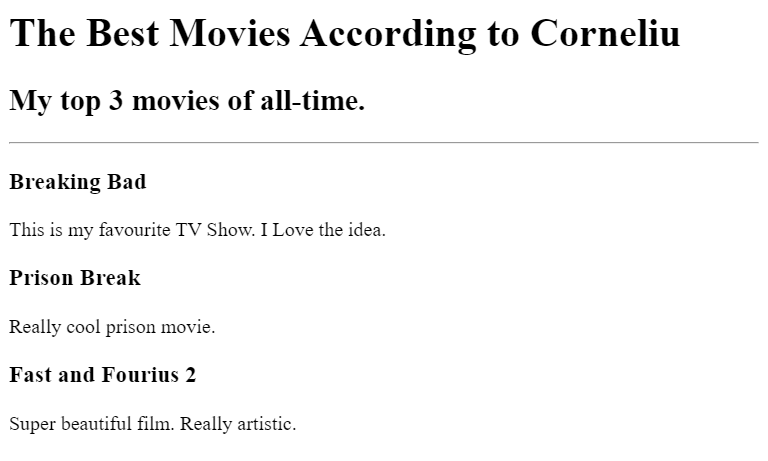 The Best Movies According to Corneliu
My top 3 movies of all-time.
Breaking Bad
This is my favourite TV Show. I Love the idea.
Prison Break
Really cool prison movie.
Fast and Fourius 2
Super beautiful film. Really artistic.